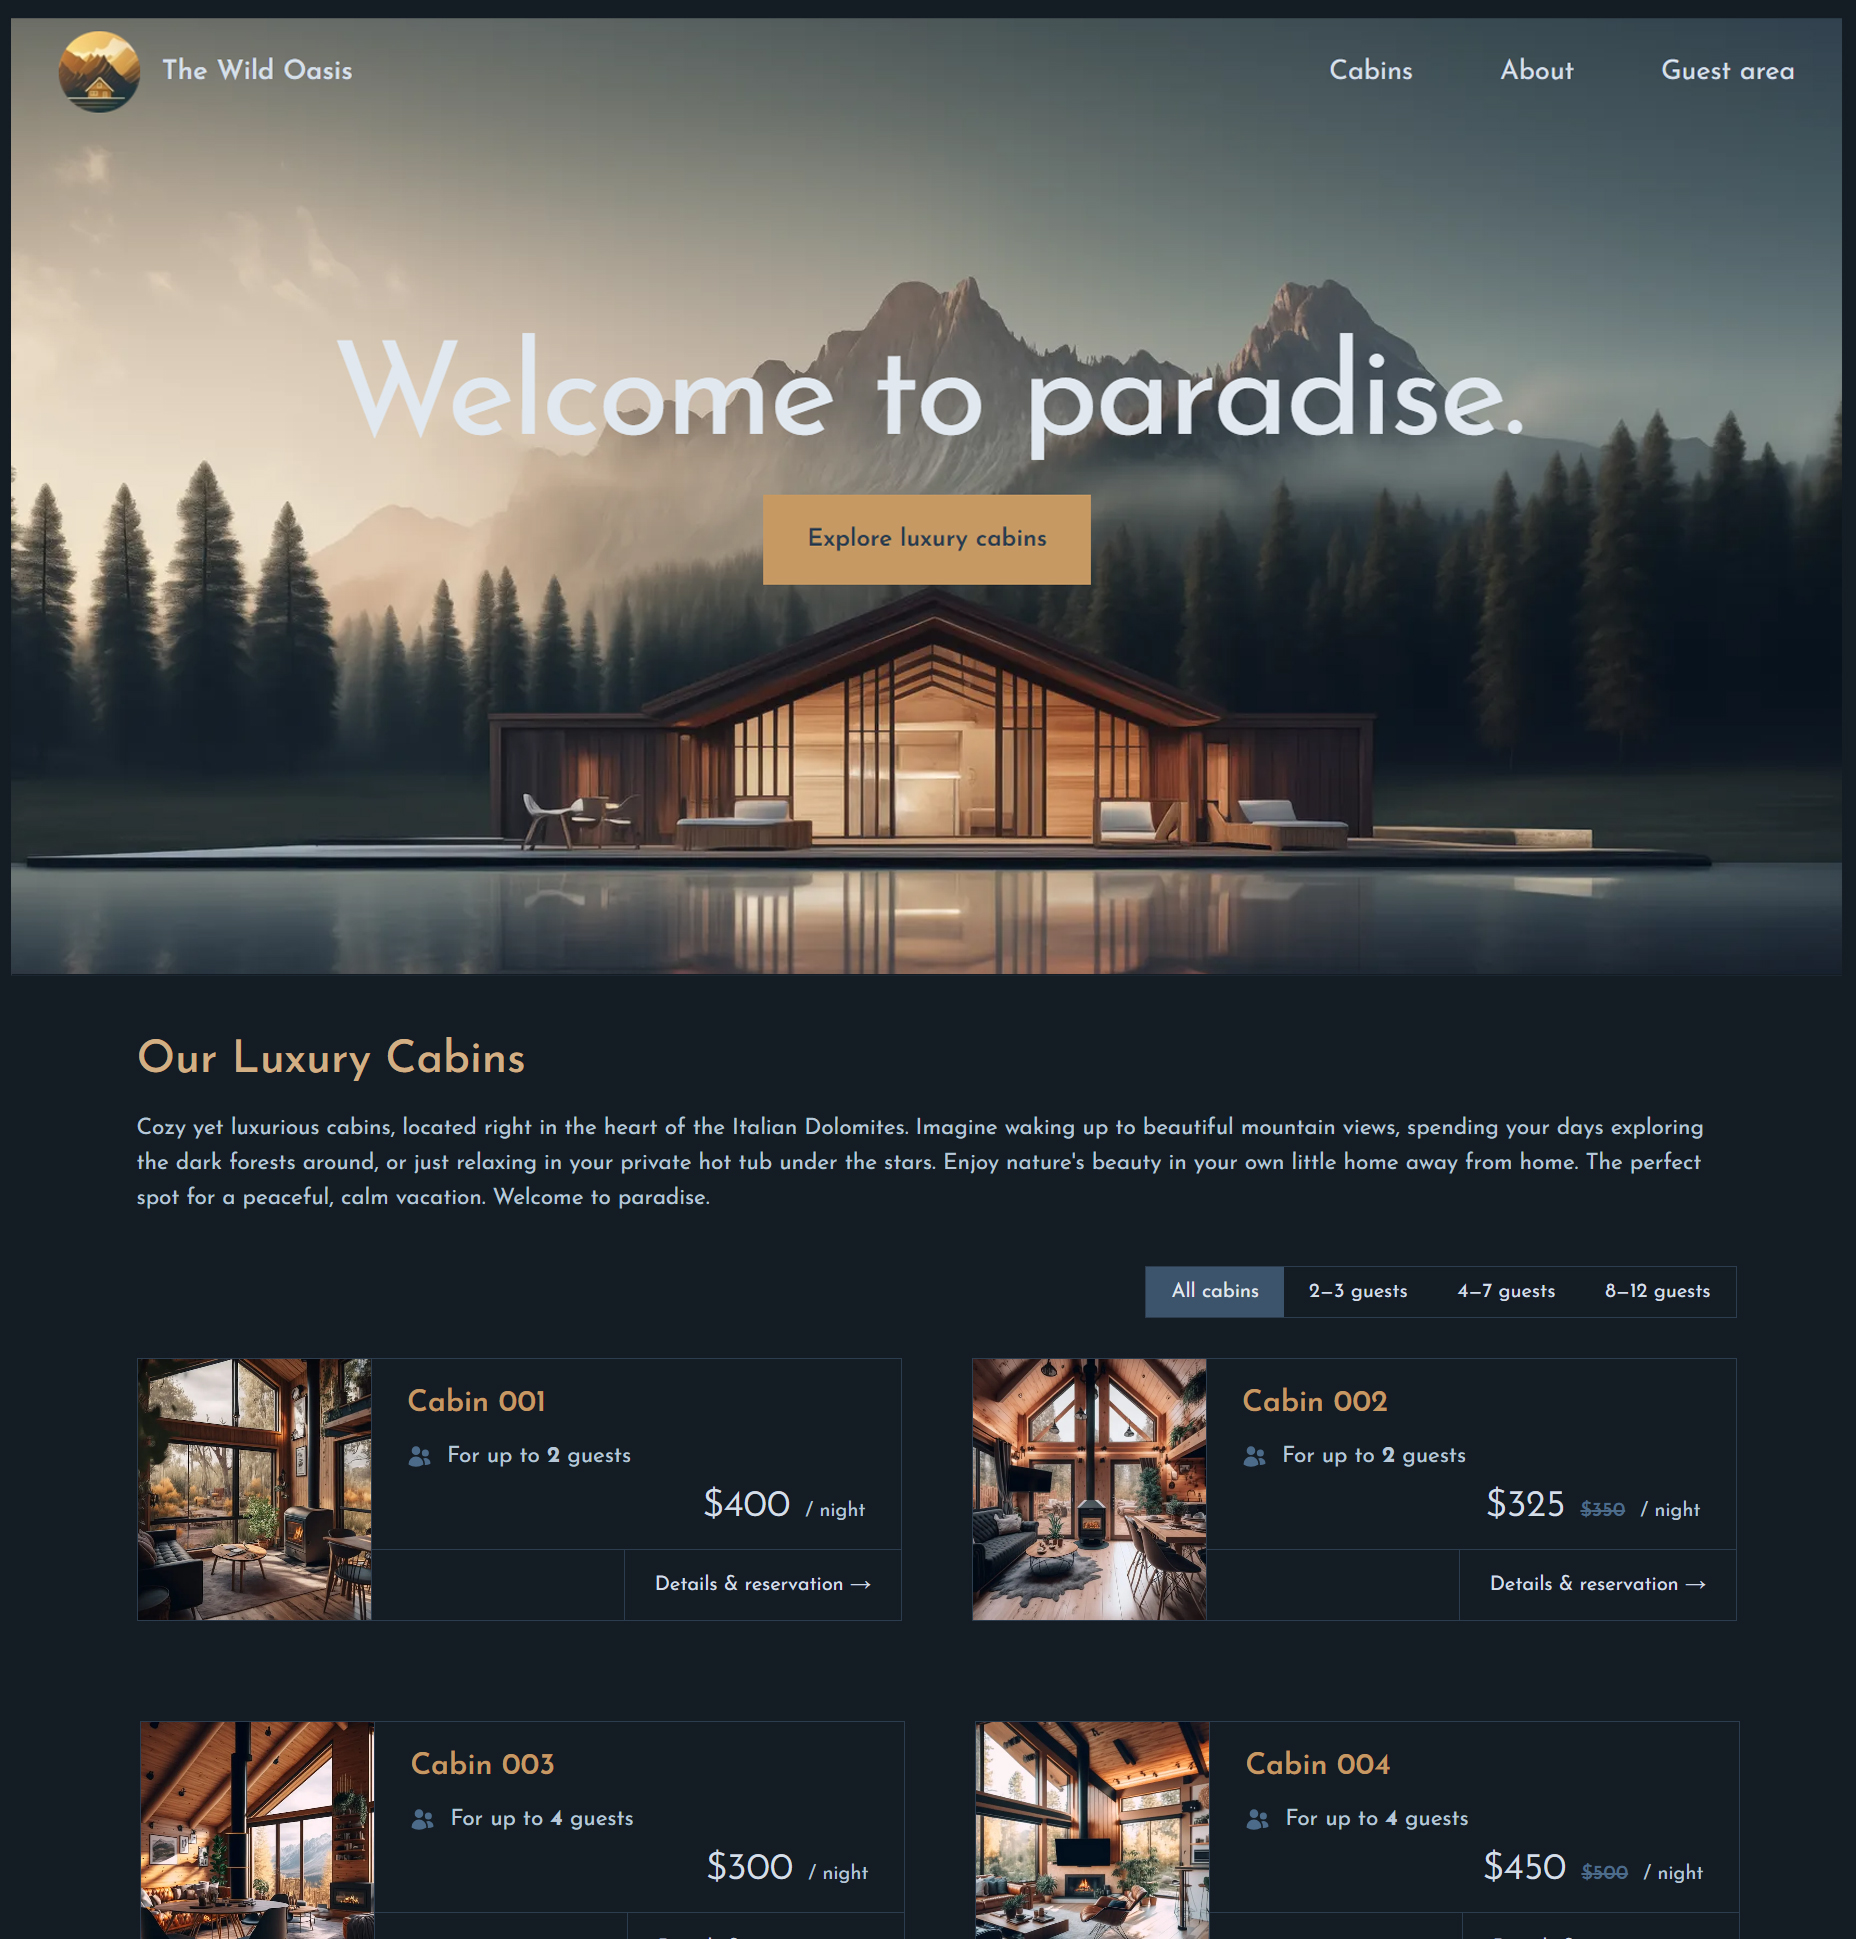 The Wild Oasis
Cabins
About
Guest area
Welcome to paradise.
Explore luxury cabins
Our Luxury Cabins
Cozy yet luxurious cabins, located right in the heart of the Italian Dolomites. Imagine waking up to beautiful mountain views, spending your days exploring
the dark forests around, or just relaxing in your private hot tub under the stars. Enjoy nature's beauty in your own little home away from home. The perfect
spot for a peaceful, calm vacation. Welcome to paradise.
All cabins
2–3 guests
4–7 guests
8–12 guests
Cabin 001
For up to 2 guests
$400 / night
Details & reservation →
Cabin 002
For up to 2 guests
$325 $350 / night
Details & reservation →
Cabin 003
For up to 4 guests
$300 / night
Cabin 004
For up to 4 guests
$450 $500 / night